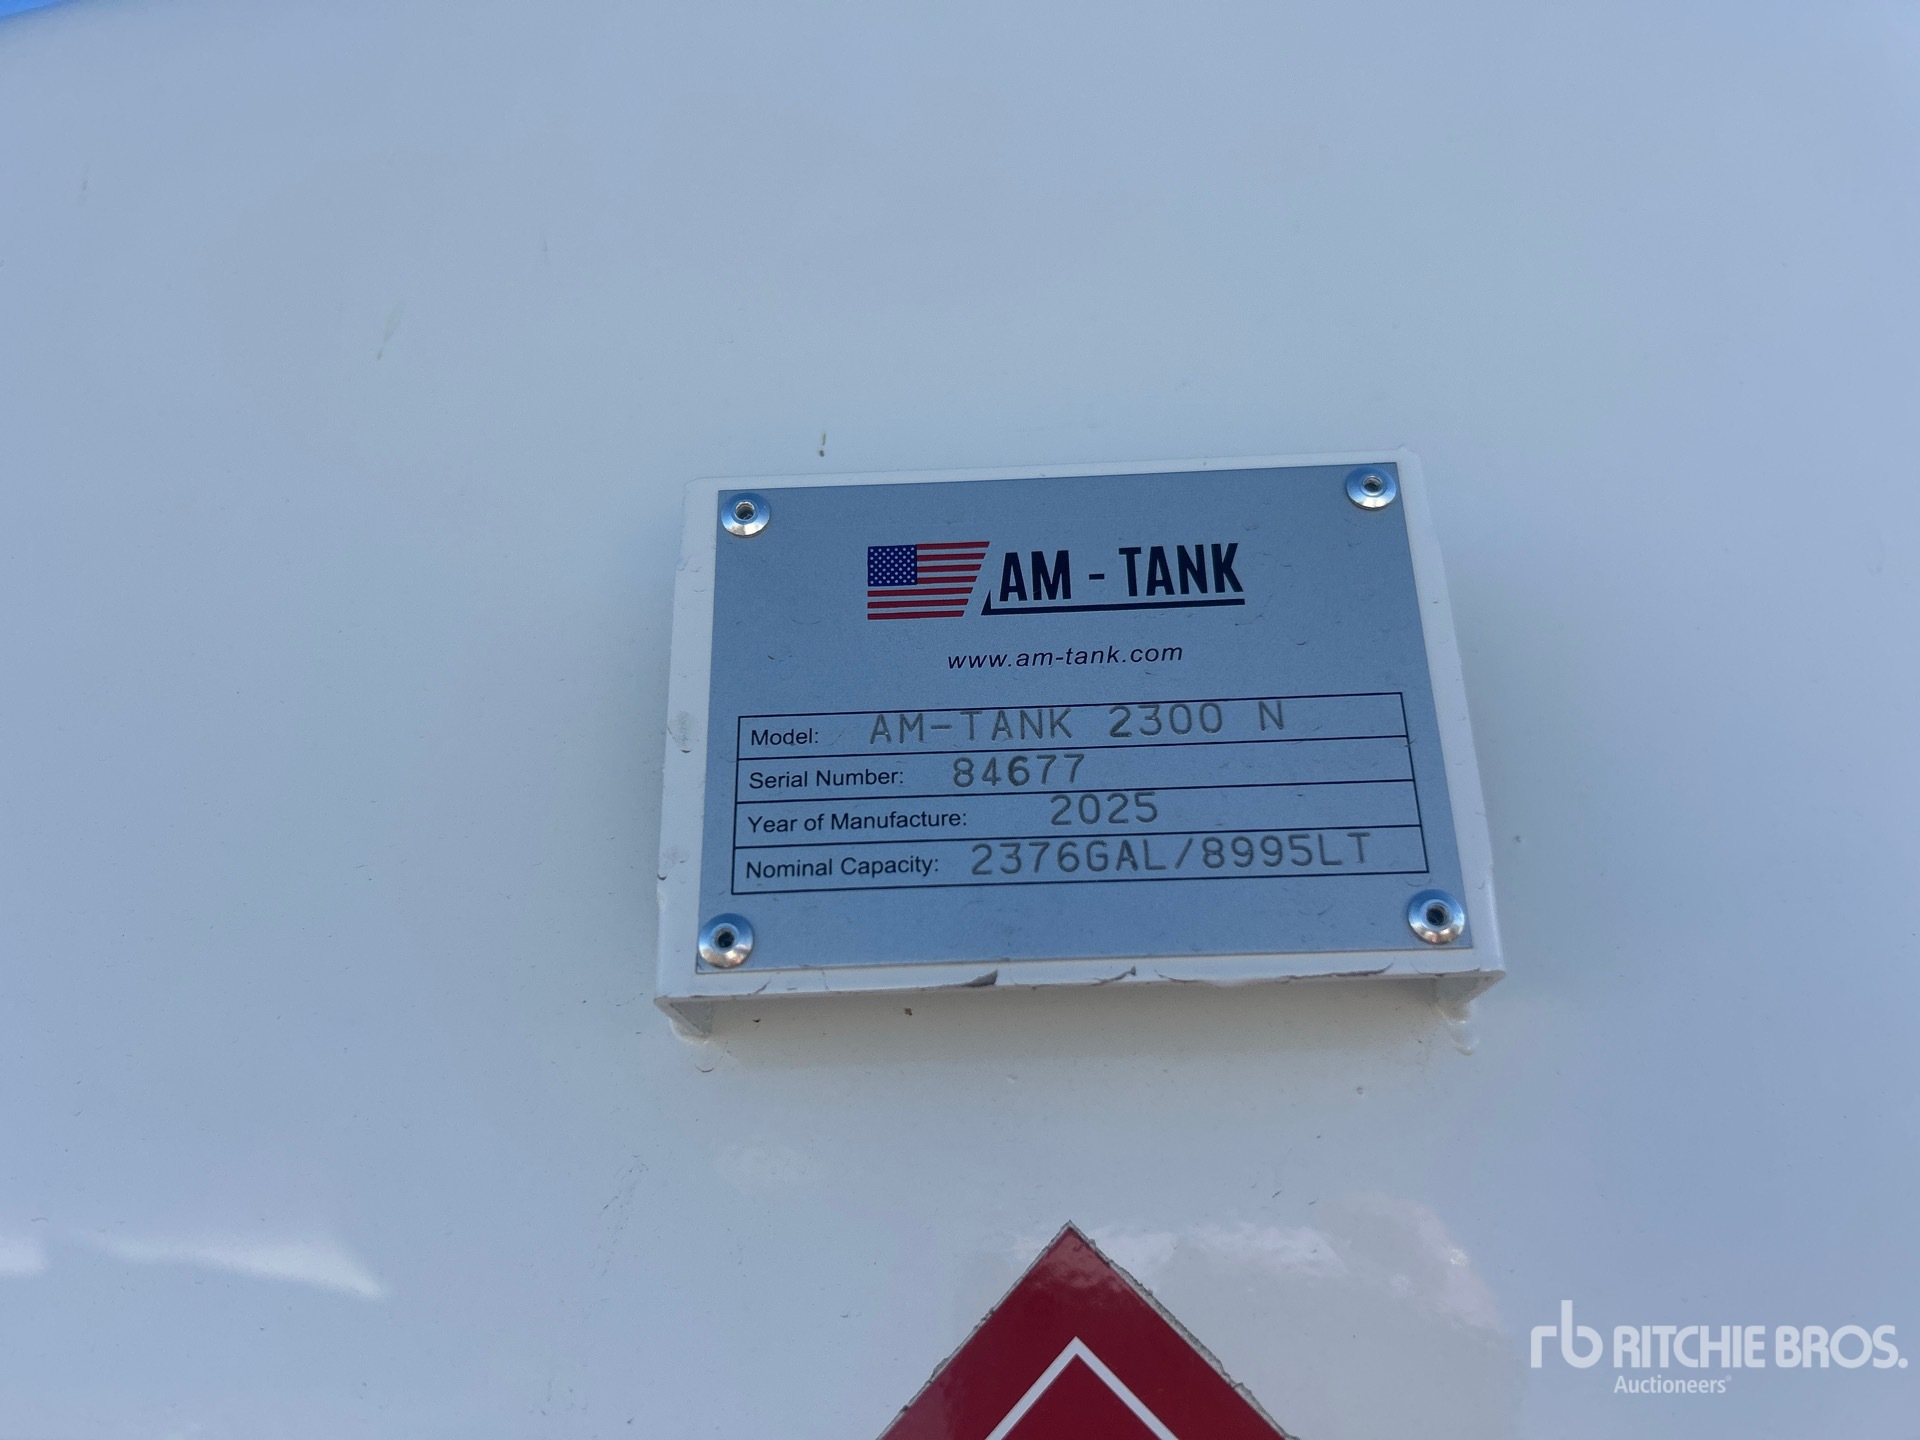 AM - TANK
www.am-tank.com
Model: AM-TANK 2300 N
Serial Number: 84677
Year of Manufacture: 2025
Nominal Capacity: 2376GAL/8995LT
rb RITCHIE BROS.
Auctioneers®